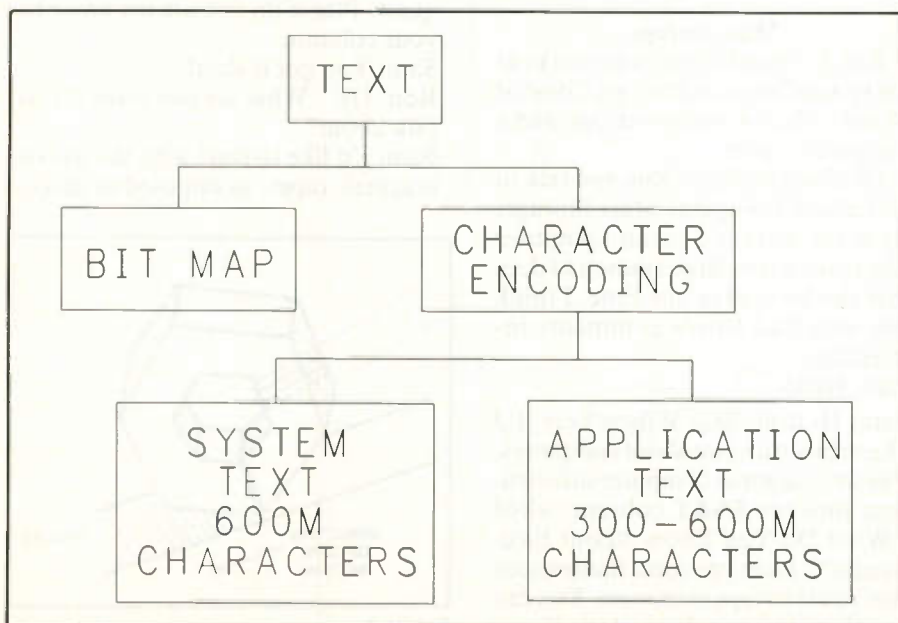 TEXT
BIT MAP
CHARACTER
ENCODING
SYSTEM
TEXT
600M
CHARACTERS
APPLICATION
TEXT
300-600M
CHARACTERS